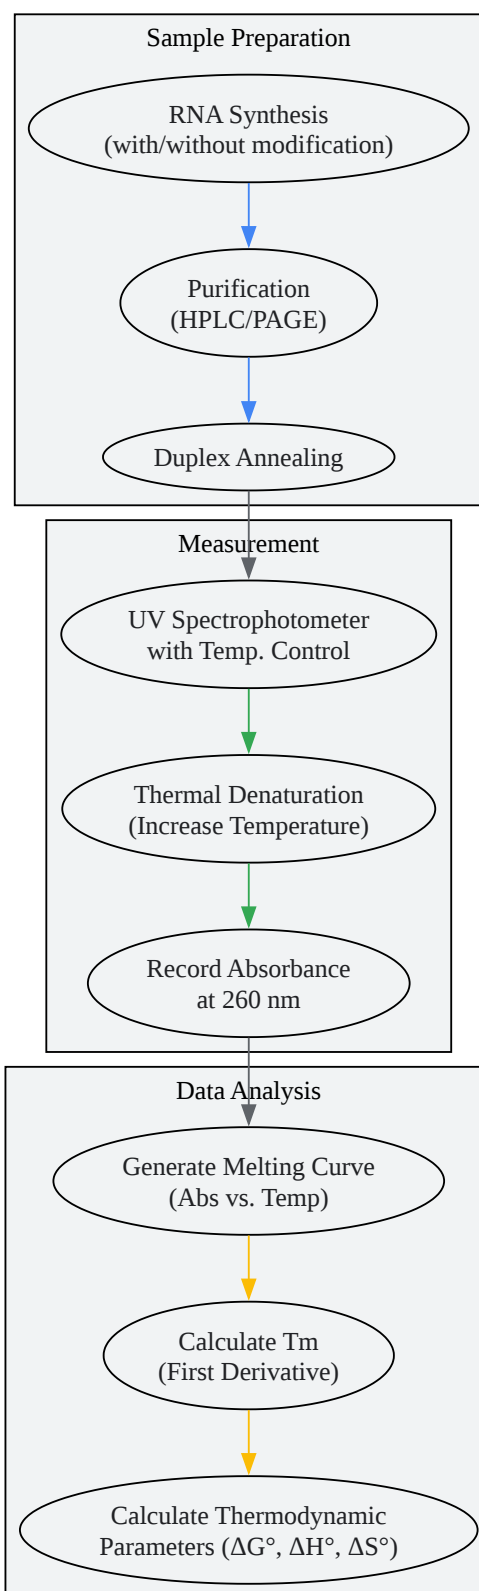 Sample Preparation
RNA Synthesis
(with/without modification)
Purification
(HPLC/PAGE)
Duplex Annealing
Measurement
UV Spectrophotometer
with Temp. Control
Thermal Denaturation
(Increase Temperature)
Record Absorbance
at 260 nm
Data Analysis
Generate Melting Curve
(Abs vs. Temp)
Calculate Tm
(First Derivative)
Calculate Thermodynamic
Parameters (ΔG°, ΔH°, ΔS°)